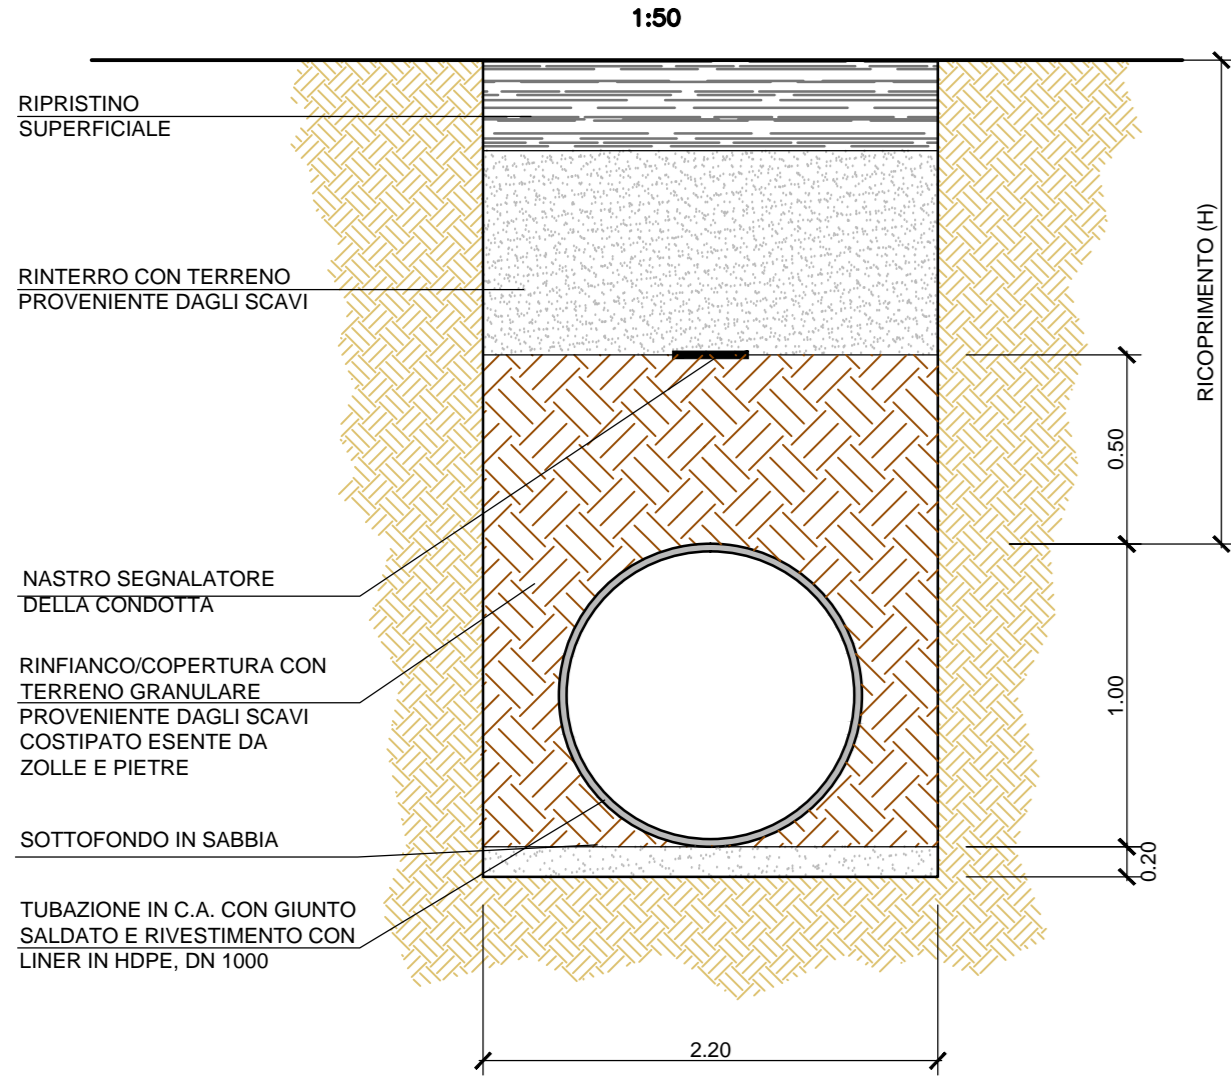 1:50
RIPRISTINO
SUPERFICIALE
RINTERRO CON TERRENO
PROVENIENTE DAGLI SCAVI
RICOPRIMENTO (H)
0.50
NASTRO SEGNALATORE
DELLA CONDOTTA
RINFIANCO/COPERTURA CON
TERRENO GRANULARE
PROVENIENTE DAGLI SCAVI
COSTIPATO ESENTE DA
ZOLLE E PIETRE
1.00
SOTTOFONDO IN SABBIA
0.20
TUBAZIONE IN C.A. CON GIUNTO
SALDATO E RIVESTIMENTO CON
LINER IN HDPE, DN 1000
2.20